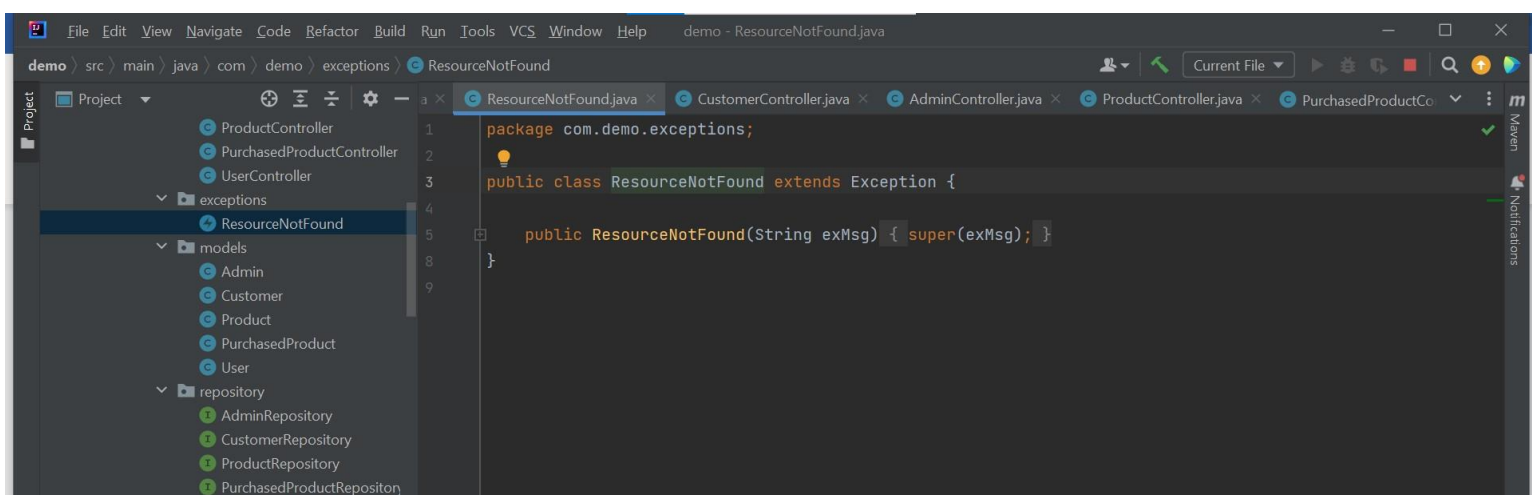 File Edit View Navigate Code Refactor Build Run Tools VCS Window Help demo - ResourceNotFound.java
demo src main java com demo exceptions ResourceNotFound Current File
Project a ResourceNotFound.java CustomerController.java AdminController.java ProductController.java PurchasedProductCo m
Project
Maven
Notifications
ProductController
PurchasedProductController
UserController
exceptions
ResourceNotFound
models
Admin
Customer
Product
PurchasedProduct
User
repository
AdminRepository
CustomerRepository
ProductRepository
PurchasedProductRepository
1 package com.demo.exceptions;
2
3 public class ResourceNotFound extends Exception {
4
5 public ResourceNotFound(String exMsg) { super(exMsg); }
8 }
9